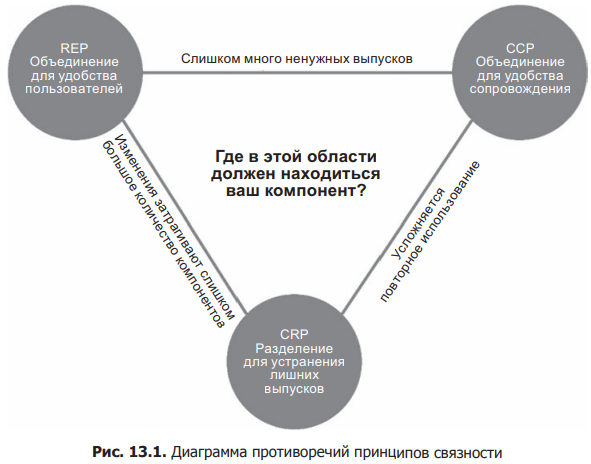 REP
Объединение
для удобства
пользователей
Слишком много ненужных выпусков
CCP
Объединение
для удобства
сопровождения
Где в этой области
должен находиться
ваш компонент?
Изменения затрагивают слишком
большое количество компонентов
Усложняется
повторное использование
CRP
Разделение
для устранения
лишних
выпусков
Рис. 13.1. Диаграмма противоречий принципов связности